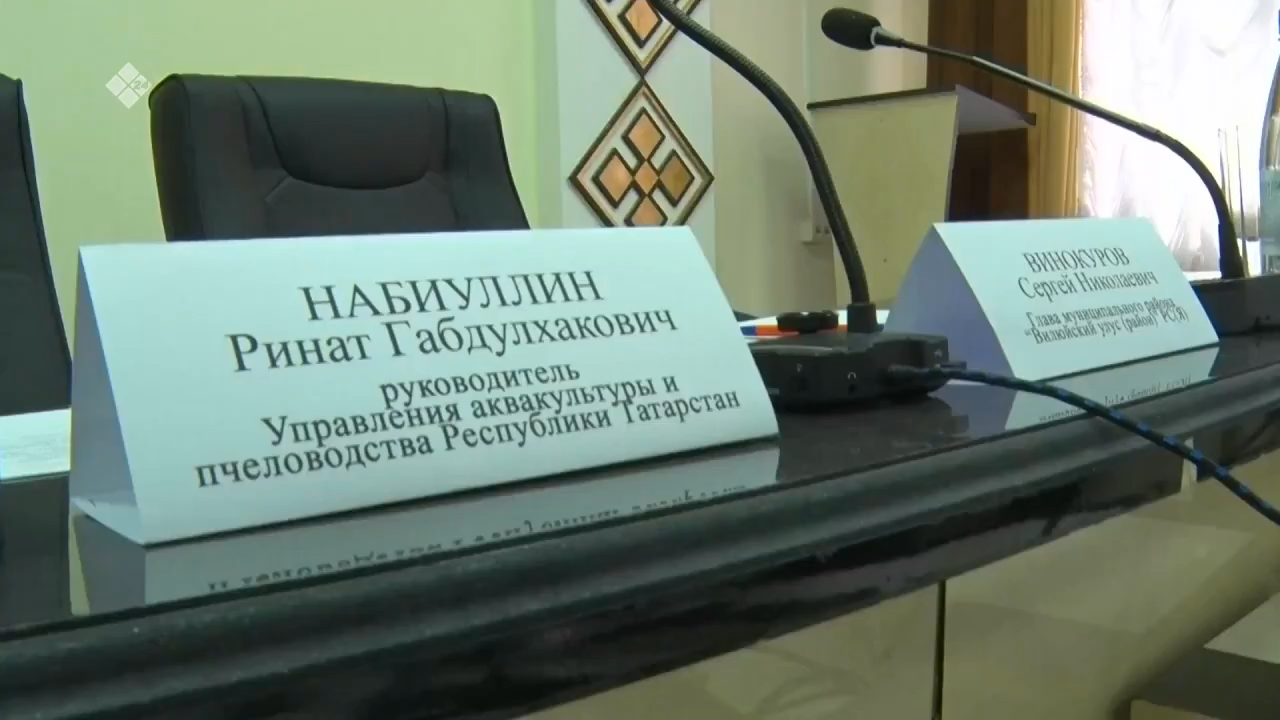 НАБИУЛЛИН
Ринат Габдулхакович
руководитель
Управления аквакультуры и
пчеловодства Республики Татарстан
ВИНОКУРОВ
Сергей Николаевич
Глава муниципального района
"Вилюйский улус (район)" РС(Я)
24